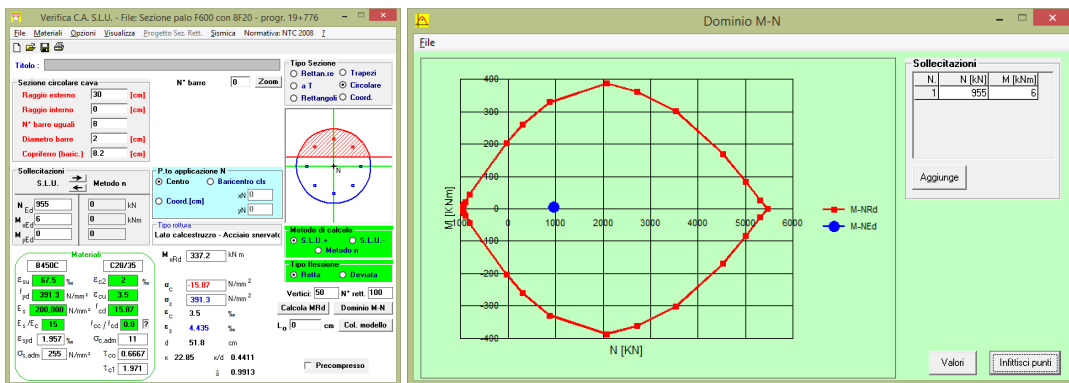 Verifica C.A. S.L.U. - File: Sezione palo F600 con 8F20 - progr. 19+776
File Materiali Opzioni Visualizza Progetto Sez. Rett. Sismica Normativa: NTC 2008 ?
Titolo :
Sezione circolare cava
Raggio esterno 30 [cm]
Raggio interno 0 [cm]
N° barre uguali 8
Diametro barre 2 [cm]
Copriferro (baric.) 8.2 [cm]
N° barre 0 Zoom
Tipo Sezione
Rettan.re Trapezi
a T Circolare
Rettangoli Coord.
N
Sollecitazioni
S.L.U. Metodo n
N Ed 955 0 kN
M xEd 6 0 kNm
M yEd 0 0
P.to applicazione N
Centro Baricentro cls
Coord.[cm] xN 0
yN 0
Tipo rottura
Lato calcestruzzo - Acciaio snervato
Metodo di calcolo
S.L.U.+ S.L.U.-
Metodo n
Tipo flessione
Retta Deviata
Materiali
B450C C28/35
εsu 67.5 ‰ εc2 2 ‰
fyd 391.3 N/mm² εcu 3.5
Es 200,000 N/mm² fcd 15.87
Es/Ec 15 fcc / fcd 0.8 ?
εsyd 1.957 ‰ σc,adm 11
σs,adm 255 N/mm² τco 0.6667
τc1 1.971
M xRd 337.2 kN m
σc -15.87 N/mm²
σs 391.3 N/mm²
εc 3.5 ‰
εs 4.435 ‰
d 51.8 cm
x 22.85 x/d 0.4411
δ 0.9913
Vertici: 50 N° rett. 100
Calcola MRd Dominio M-N
L0 0 cm Col. modello
Precompresso
Dominio M-N
File
400
300
200
100
0
-100
-200
-300
-400
M [KNm]
0 1000 2000 3000 4000 5000 6000
N [KN]
M-NRd
M-NEd
Sollecitazioni
N. N [kN] M [kNm]
1 955 6
Aggiunge
Valori Infittisci punti